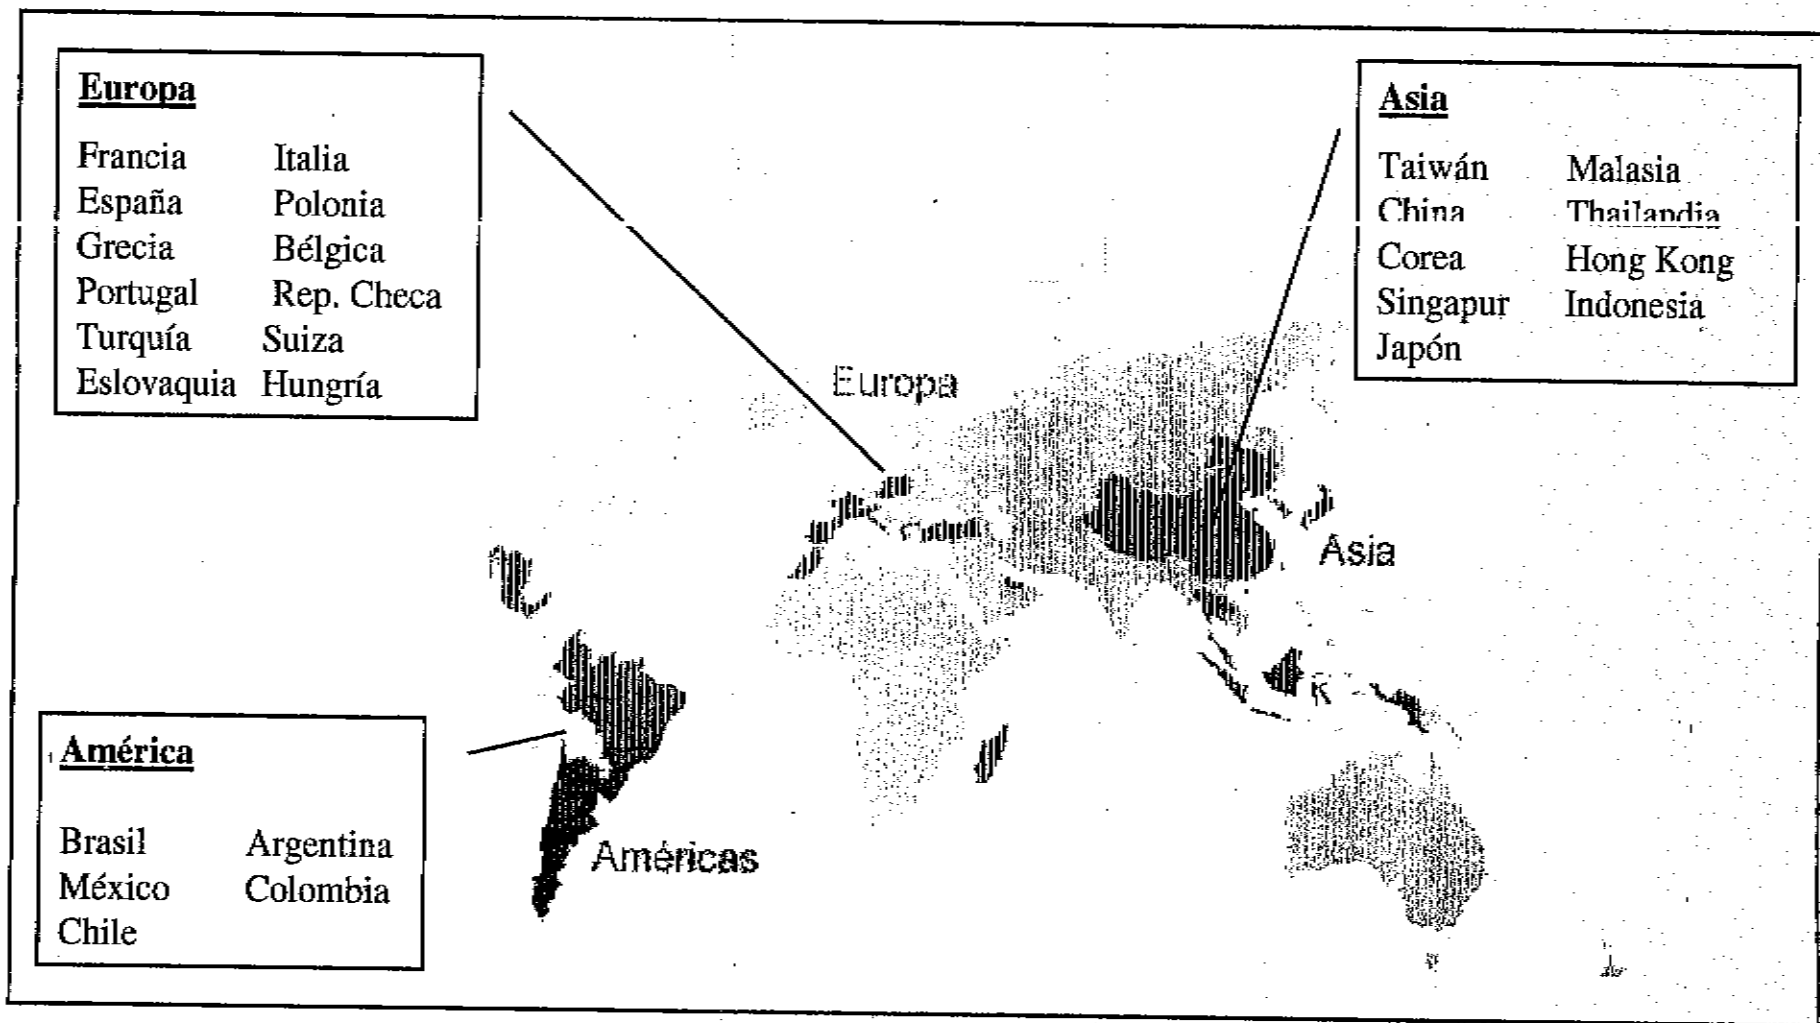 Europa
Francia Italia
España Polonia
Grecia Bélgica
Portugal Rep. Checa
Turquía Suiza
Eslovaquia Hungría
Asia
Taiwán Malasia
China Thailandia
Corea Hong Kong
Singapur Indonesia
Japón
Europa
Asia
K
América
Brasil Argentina
México Colombia
Chile
Américas